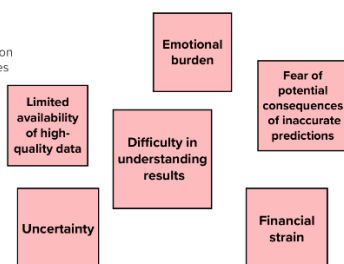 on
es
Emotional
burden
Fear of
potential
consequences
of inaccurate
predictions
Limited
availability
of high-
quality data
Difficulty in
understanding
results
Uncertainty
Financial
strain